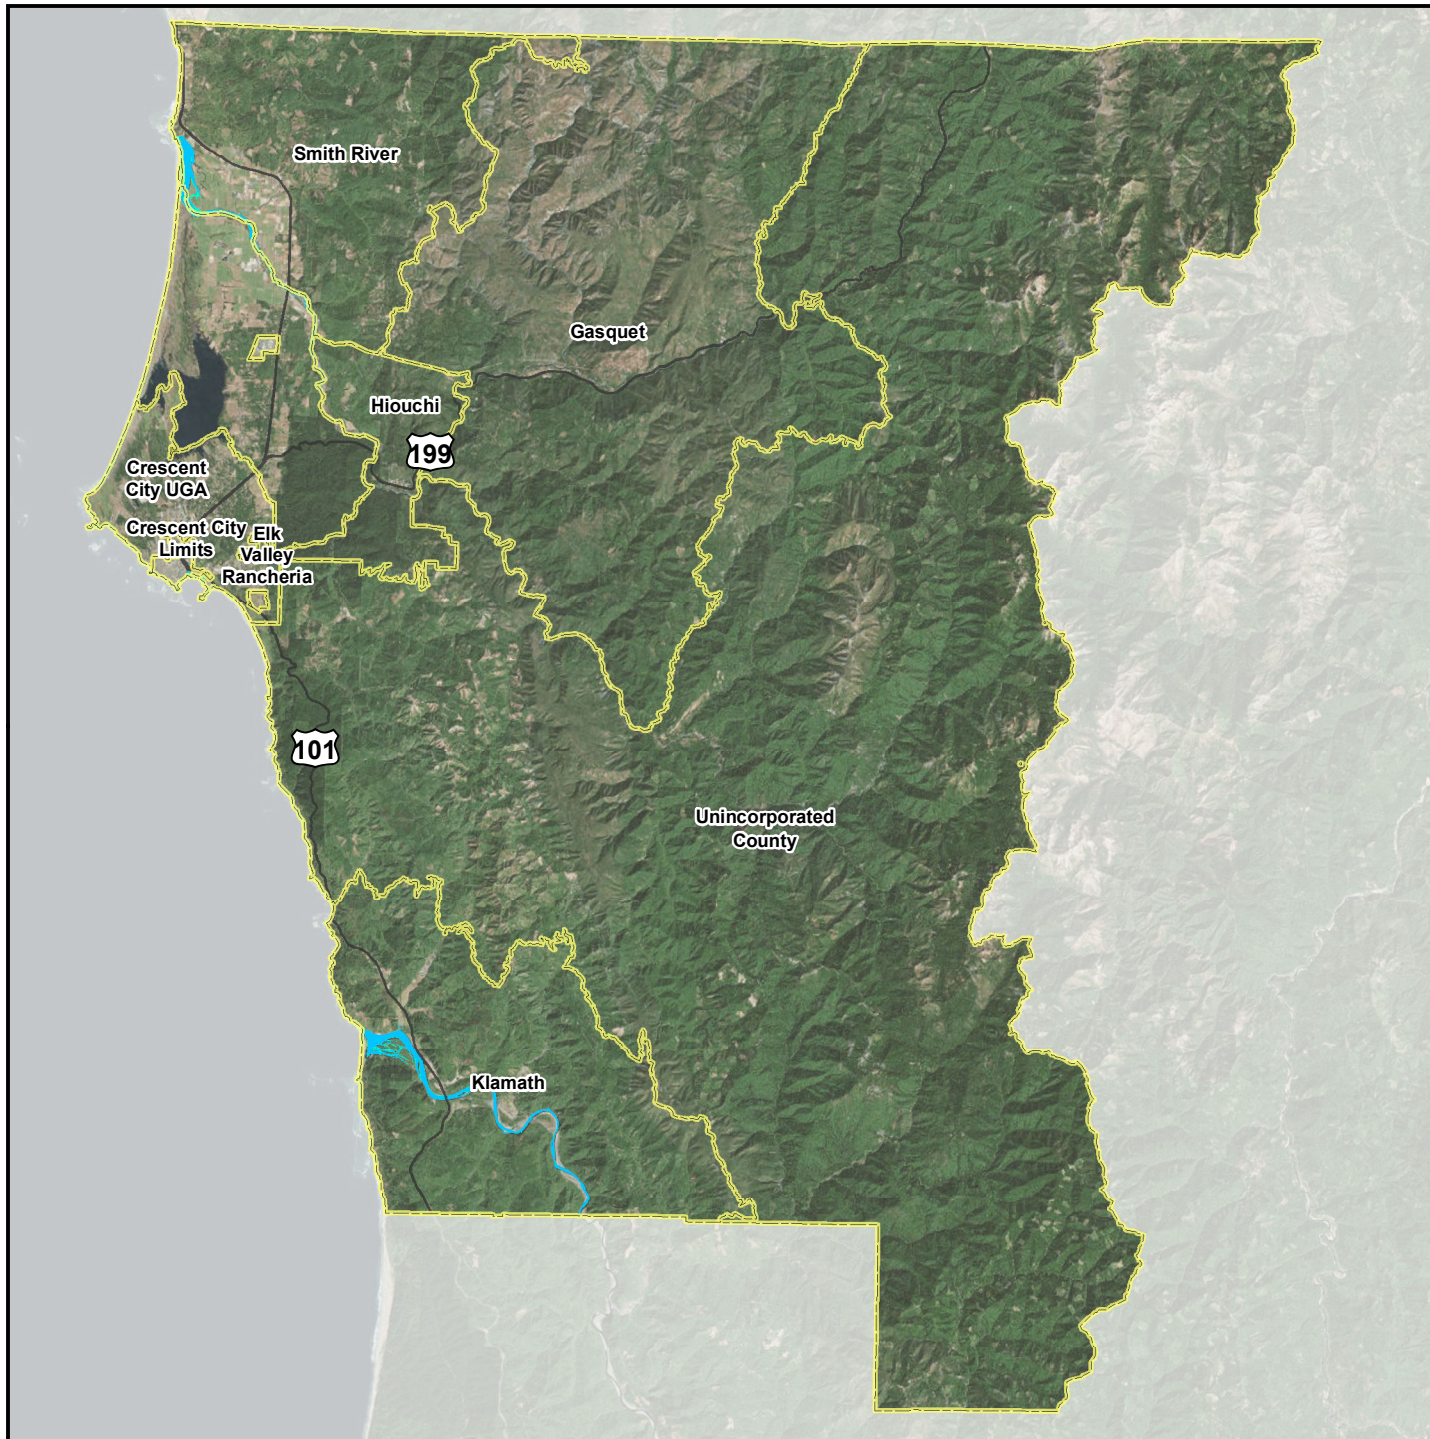 Smith River
Gasquet
Hiouchi
199
Crescent
City UGA
Crescent City
Limits
Elk
Valley
Rancheria
101
Unincorporated
County
Klamath